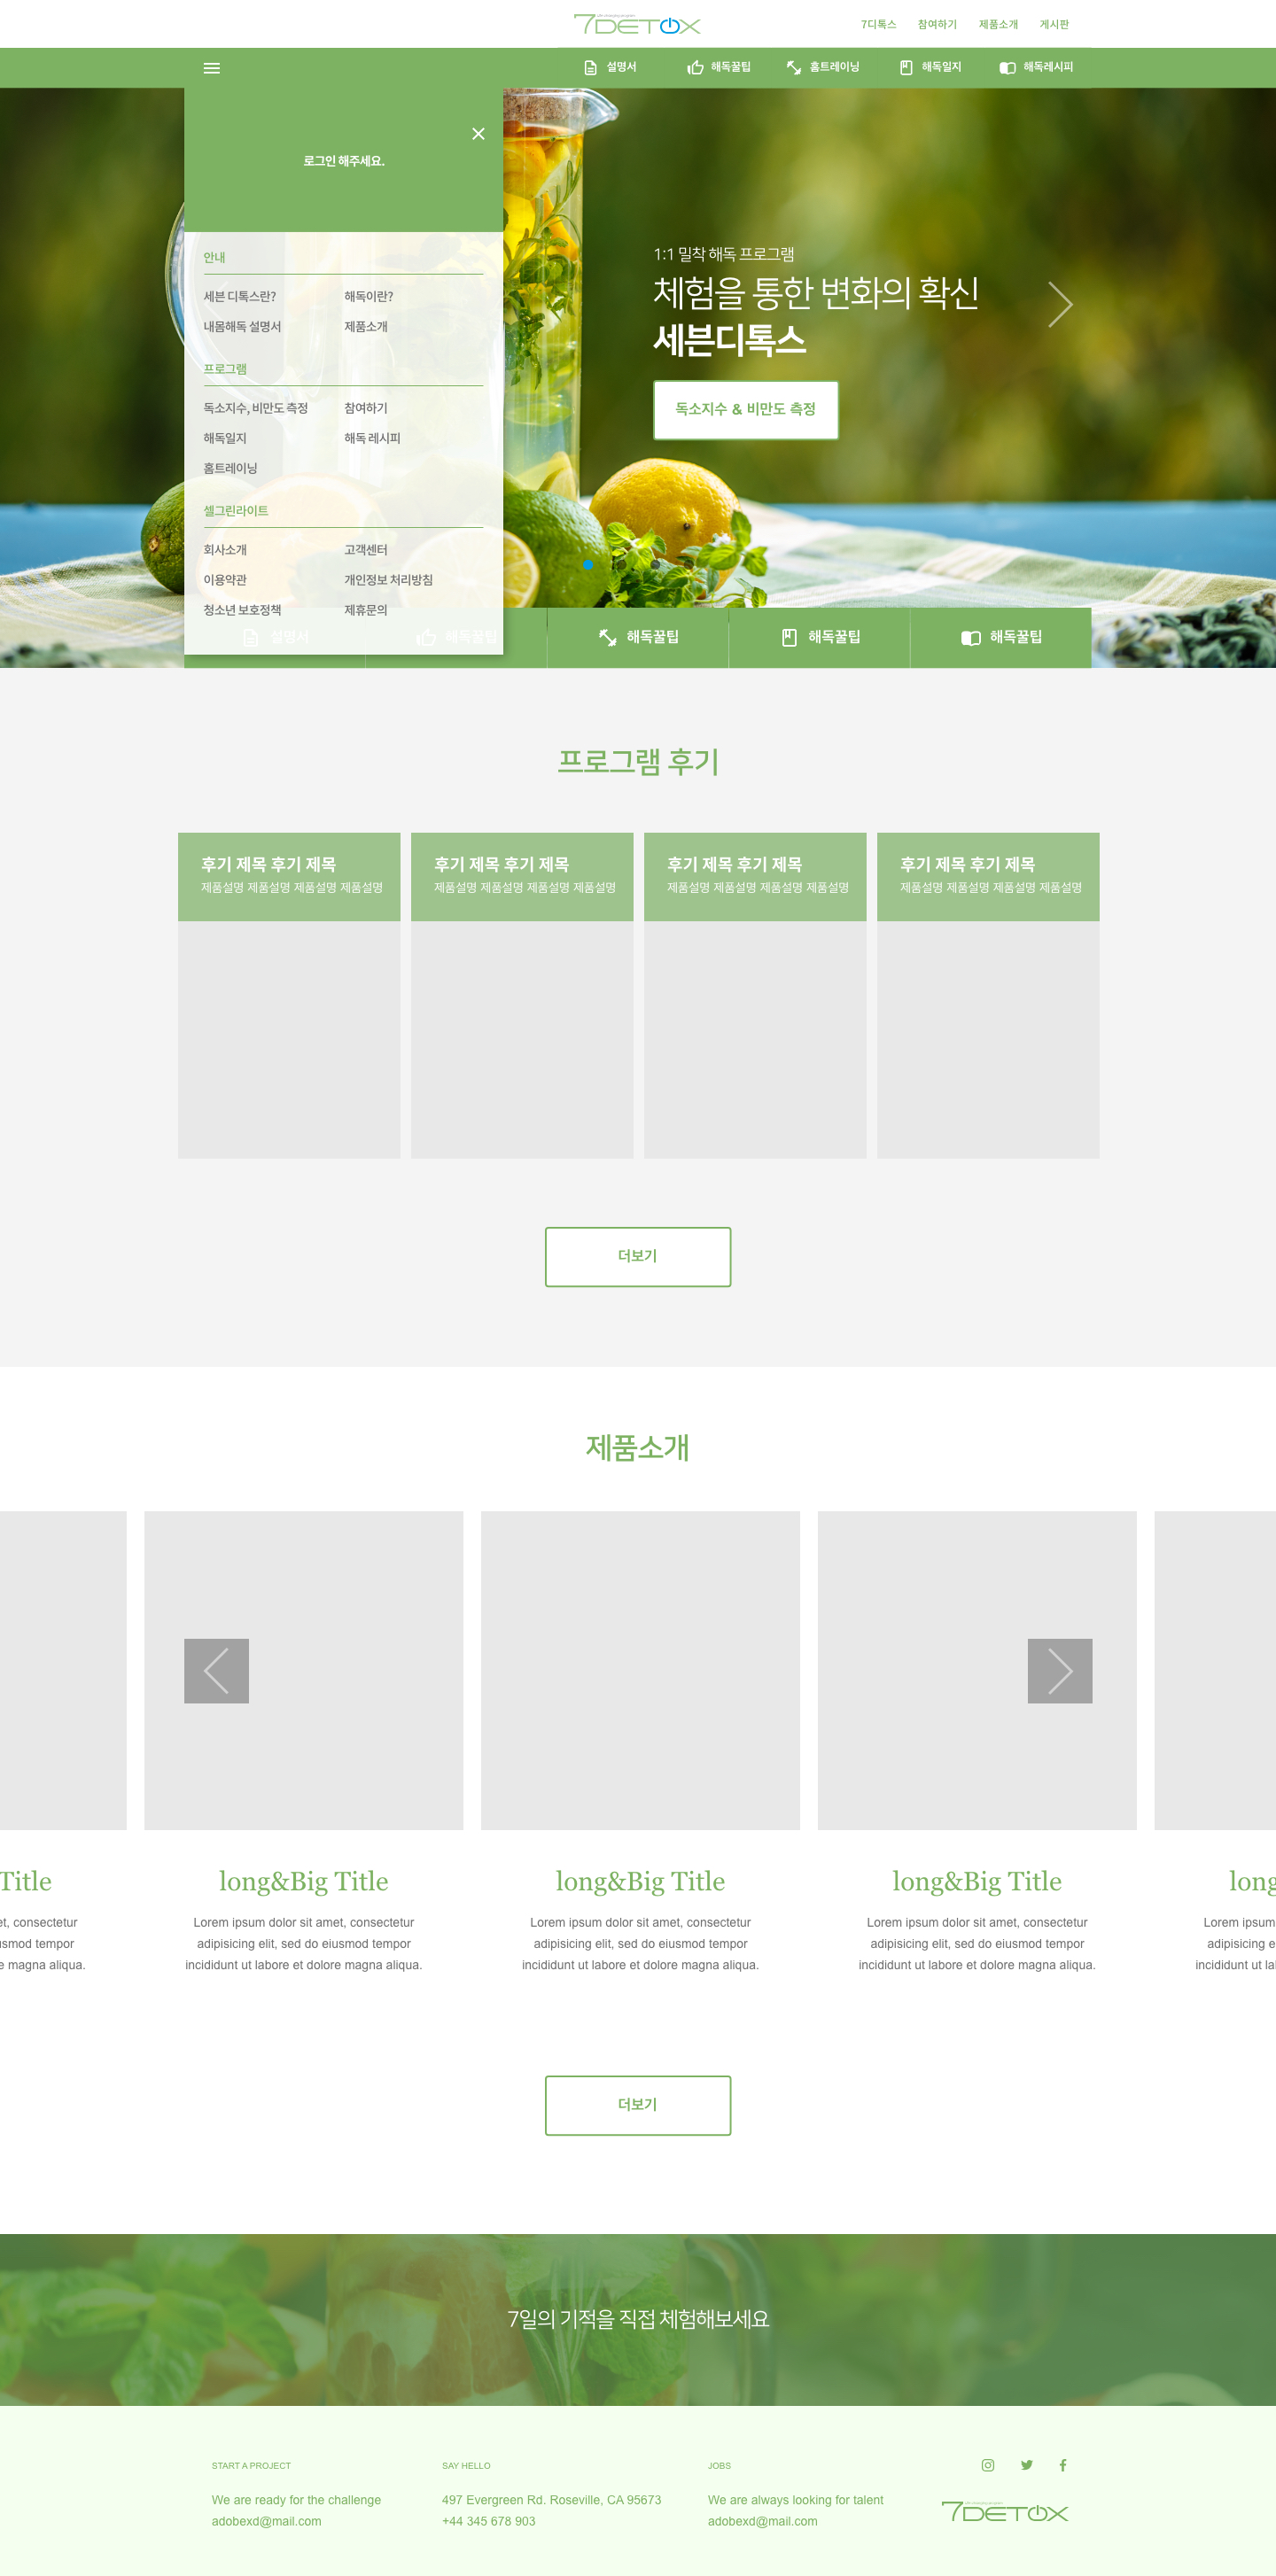 7DETOX
7디톡스 참여하기 제품소개 게시판
설명서 해독꿀팁 홈트레이닝 해독일지 해독레시피
로그인 해주세요.
안내
세븐 디톡스란? 해독이란?
내몸해독 설명서 제품소개
프로그램
독소지수, 비만도 측정 참여하기
해독일지 해독 레시피
홈트레이닝
셀그린라이트
회사소개 고객센터
이용약관 개인정보 처리방침
청소년 보호정책 제휴문의
1:1 밀착 해독 프로그램
체험을 통한 변화의 확신
세븐디톡스
독소지수 & 비만도 측정
설명서 해독꿀팁 해독꿀팁 해독꿀팁 해독꿀팁
프로그램 후기
후기 제목 후기 제목
제품설명 제품설명 제품설명 제품설명
후기 제목 후기 제목
제품설명 제품설명 제품설명 제품설명
후기 제목 후기 제목
제품설명 제품설명 제품설명 제품설명
후기 제목 후기 제목
제품설명 제품설명 제품설명 제품설명
더보기
제품소개
Title
et, consectetur
usmod tempor
e magna aliqua.
long&Big Title
Lorem ipsum dolor sit amet, consectetur
adipisicing elit, sed do eiusmod tempor
incididunt ut labore et dolore magna aliqua.
long&Big Title
Lorem ipsum dolor sit amet, consectetur
adipisicing elit, sed do eiusmod tempor
incididunt ut labore et dolore magna aliqua.
long&Big Title
Lorem ipsum dolor sit amet, consectetur
adipisicing elit, sed do eiusmod tempor
incididunt ut labore et dolore magna aliqua.
long
Lorem ipsum
adipisicing e
incididunt ut la
더보기
7일의 기적을 직접 체험해보세요
START A PROJECT
We are ready for the challenge
adobexd@mail.com
SAY HELLO
497 Evergreen Rd. Roseville, CA 95673
+44 345 678 903
JOBS
We are always looking for talent
adobexd@mail.com
7DETOX